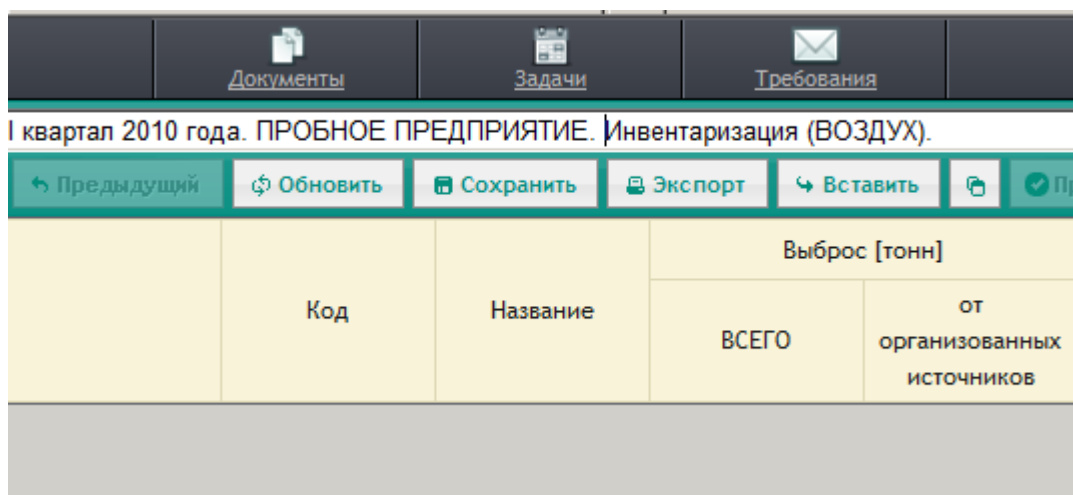 Документы Задачи Требования
I квартал 2010 года. ПРОБНОЕ ПРЕДПРИЯТИЕ. Инвентаризация (ВОЗДУХ).
Предыдущий Обновить Сохранить Экспорт Вставить
Выброс [тонн]
Код Название
ВСЕГО
от
организованных
источников